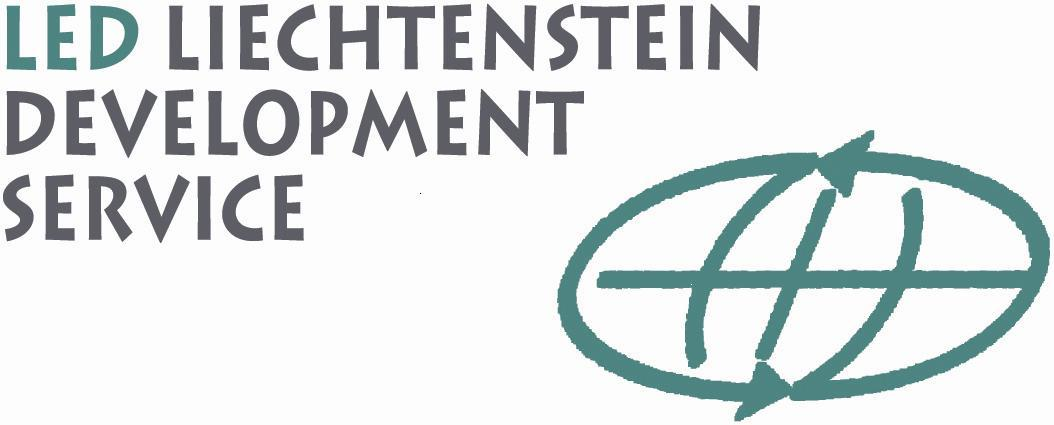 LED LIECHTENSTEIN
DEVELOPMENT
SERVICE